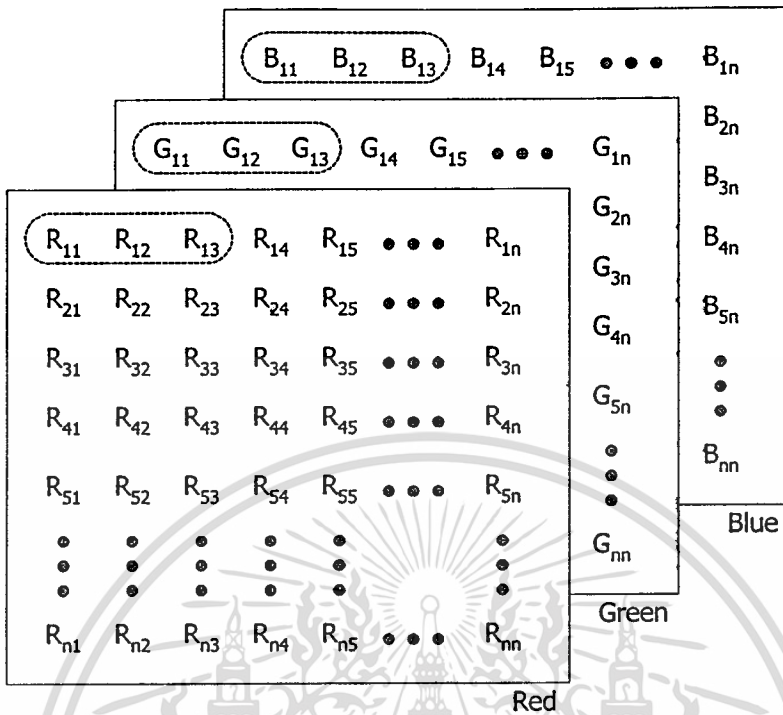 B₁₁ B₁₂ B₁₃ B₁₄ B₁₅ ● ● ● B₁ₙ
B₂ₙ
B₃ₙ
B₄ₙ
B₅ₙ
●
●
●
Bₙₙ
Blue
G₁₁ G₁₂ G₁₃ G₁₄ G₁₅ ● ● ● G₁ₙ
G₂ₙ
G₃ₙ
G₄ₙ
G₅ₙ
●
●
●
Gₙₙ
Green
R₁₁ R₁₂ R₁₃ R₁₄ R₁₅ ● ● ● R₁ₙ
R₂₁ R₂₂ R₂₃ R₂₄ R₂₅ ● ● ● R₂ₙ
R₃₁ R₃₂ R₃₃ R₃₄ R₃₅ ● ● ● R₃ₙ
R₄₁ R₄₂ R₄₃ R₄₄ R₄₅ ● ● ● R₄ₙ
R₅₁ R₅₂ R₅₃ R₅₄ R₅₅ ● ● ● R₅ₙ
● ● ● ● ● ●
● ● ● ● ● ●
● ● ● ● ● ●
Rₙ₁ Rₙ₂ Rₙ₃ Rₙ₄ Rₙ₅ ● ● ● Rₙₙ
Red